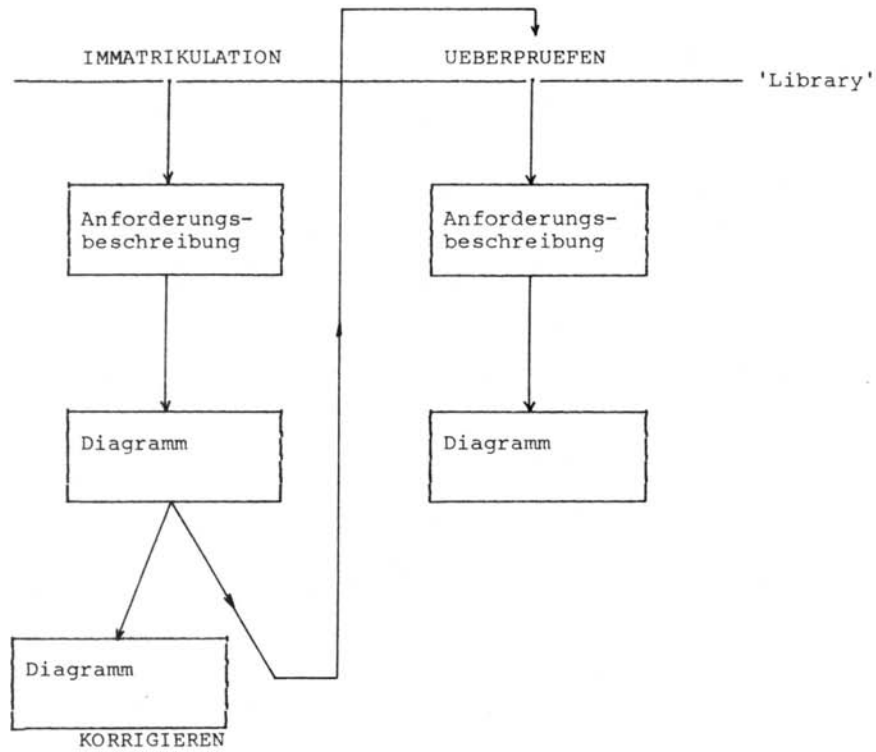 IMMATRIKULATION
UEBERPRUEFEN
'Library'
Anforderungs-
beschreibung
Anforderungs-
beschreibung
Diagramm
Diagramm
Diagramm
KORRIGIEREN